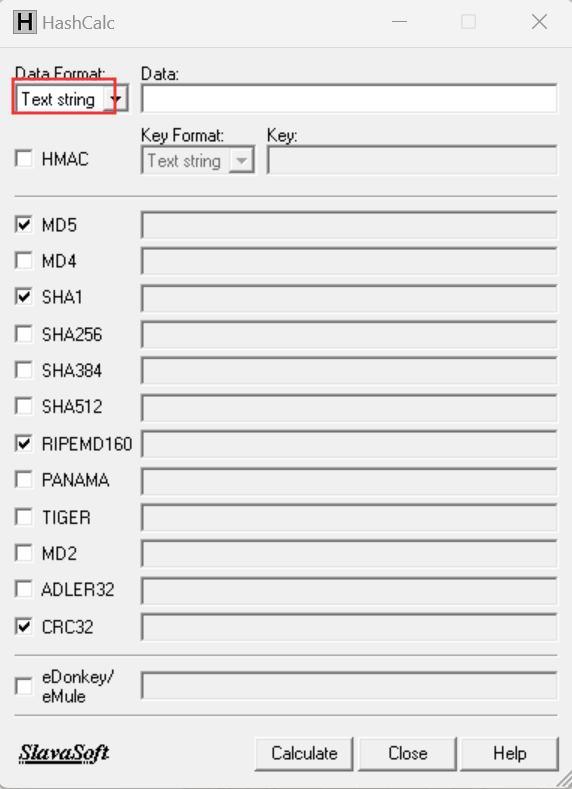 H HashCalc
Data Format: Data:
Text string
Key Format: Key:
HMAC Text string
MD5
MD4
SHA1
SHA256
SHA384
SHA512
RIPEMD160
PANAMA
TIGER
MD2
ADLER32
CRC32
eDonkey/
eMule
SlavaSoft Calculate Close Help